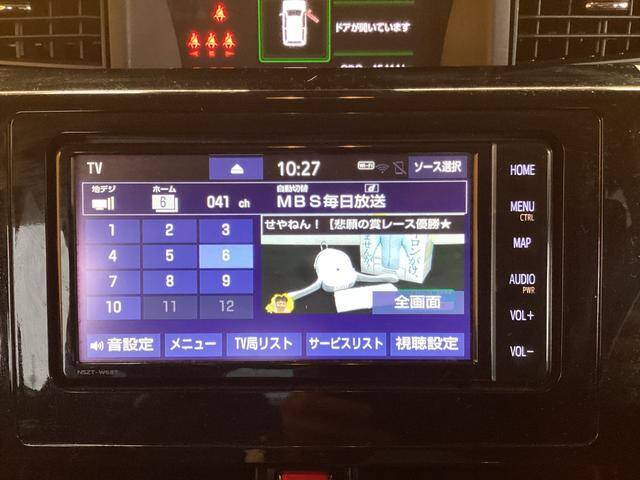 ドアが開いています
TV
10:27
Wi-Fi
ソース選択
地デジ
ホーム
6
041 ch
自動切替
MBS毎日放送
せやねん! [悲願の賞レース優勝★
1 2 3
4 5 6
7 8 9
10 11 12
全画面
音設定 メニュー TV局リスト サービスリスト 視聴設定
NSZT-W68T
HOME
MENU
CTRL
MAP
AUDIO
PWR
VOL+
VOL-